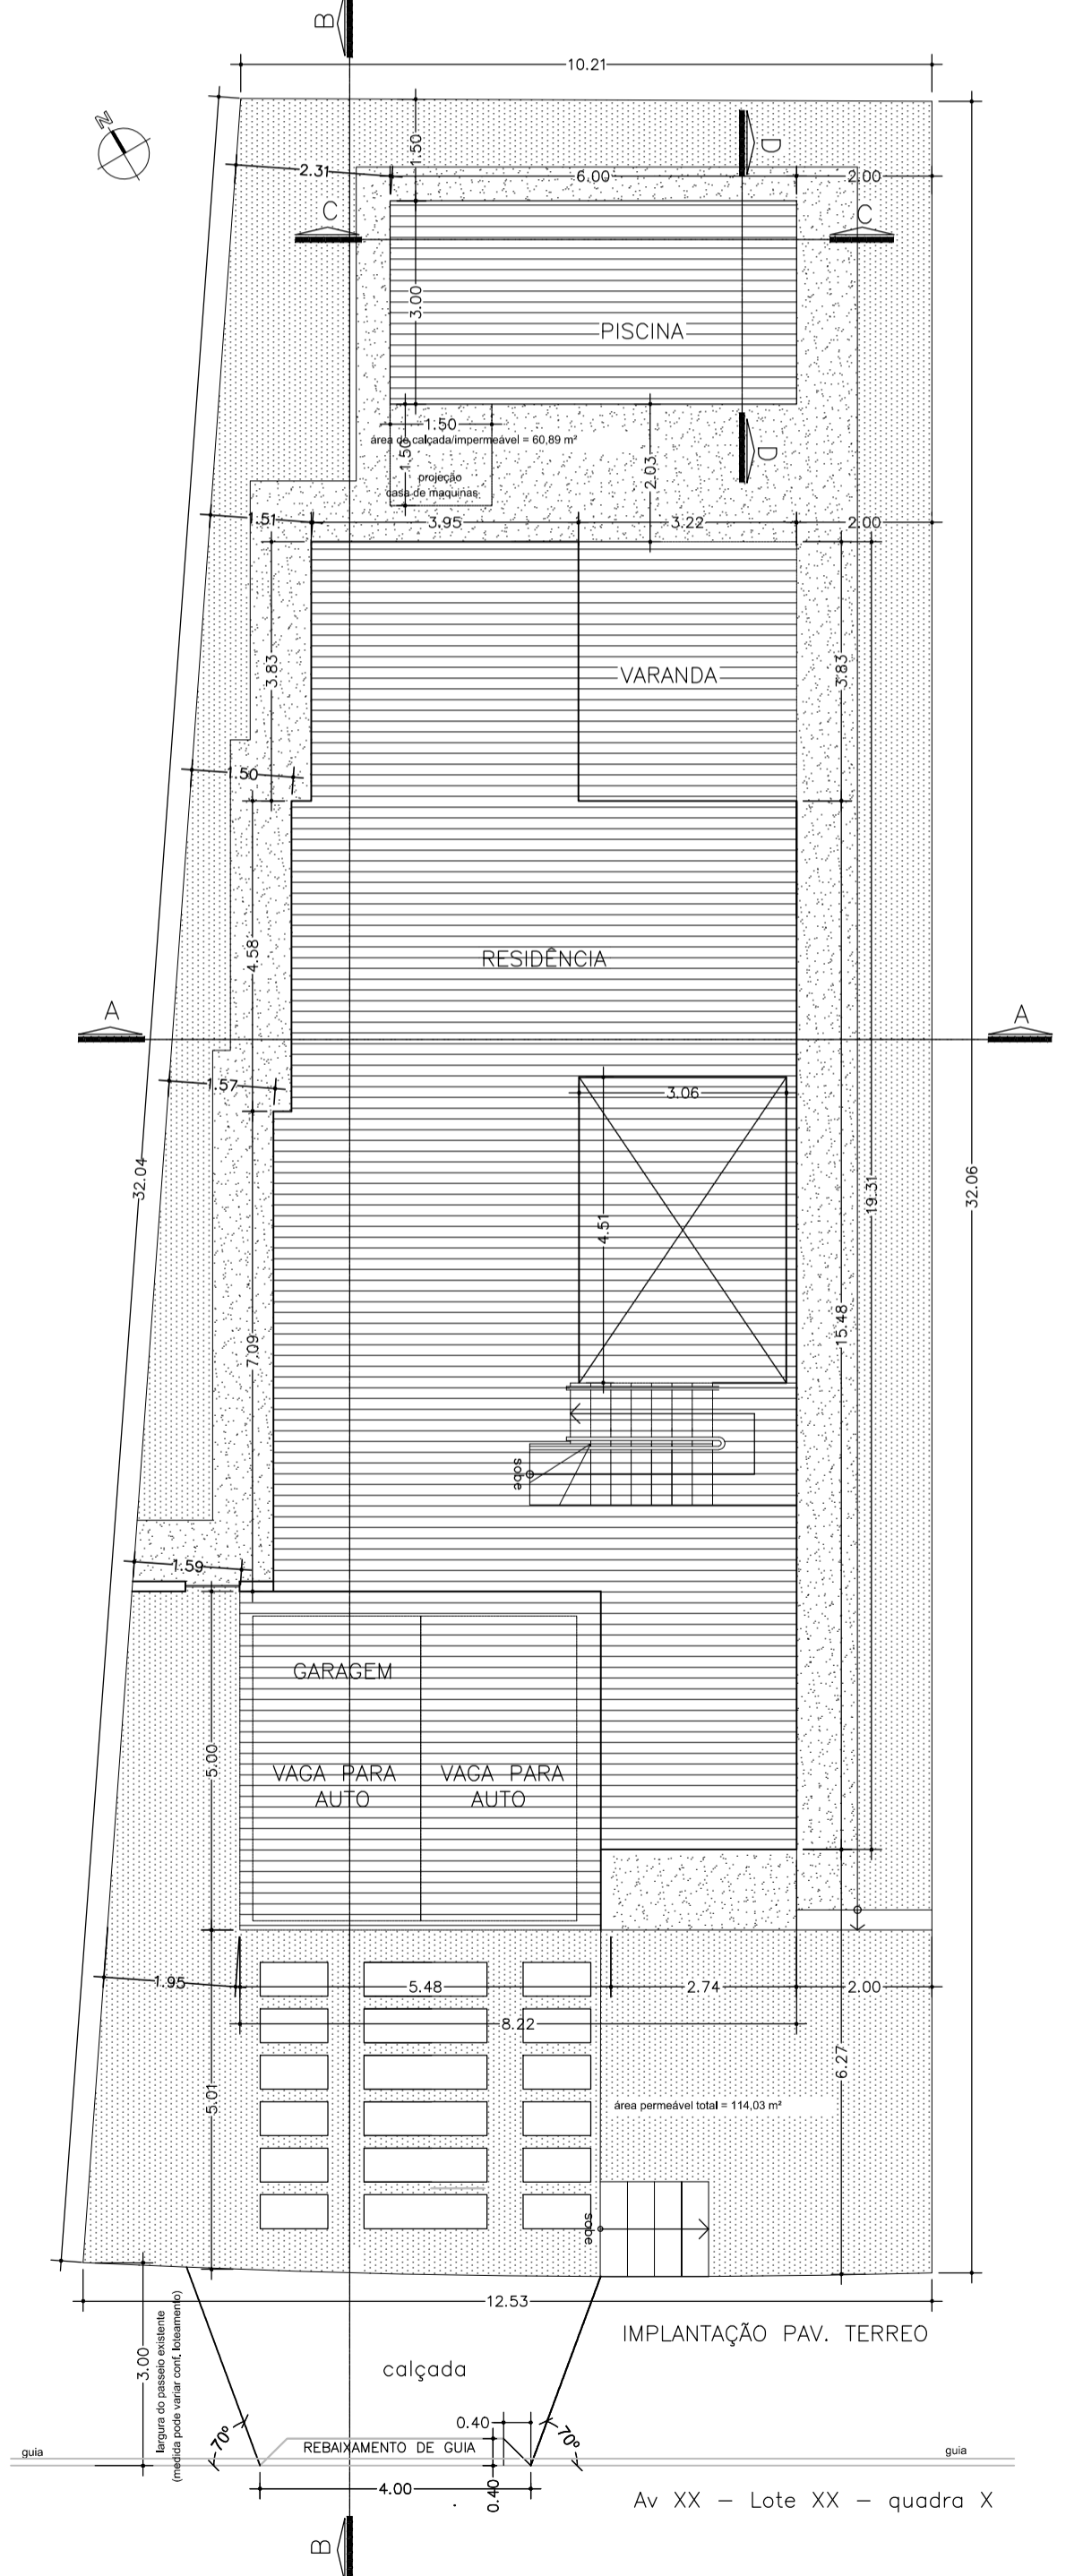 B
10.21
N
1.50
D
2.31
6.00
2.00
C
C
3.00
PISCINA
1.50
área de calçada/impermeável = 60,89 m²
1.50
D
2.03
projeção
casa de maquinas
1.51
3.95
3.22
2.00
3.83
VARANDA
3.83
1.50
4.58
RESIDÊNCIA
A
A
1.57
3.06
32.04
4.51
19.31
32.06
7.09
15.48
sobe
1.59
GARAGEM
5.00
VAGA PARA
AUTO
VAGA PARA
AUTO
1.95
5.48
2.74
2.00
8.22
6.27
5.01
área permeável total = 114,03 m²
sobe
12.53
IMPLANTAÇÃO PAV. TERREO
3.00
largura do passeio existente
(medida pode variar conf. loteamento)
calçada
70º
0.40
70º
REBAIXAMENTO DE GUIA
guia
guia
4.00
0.40
Av XX – Lote XX – quadra X
B